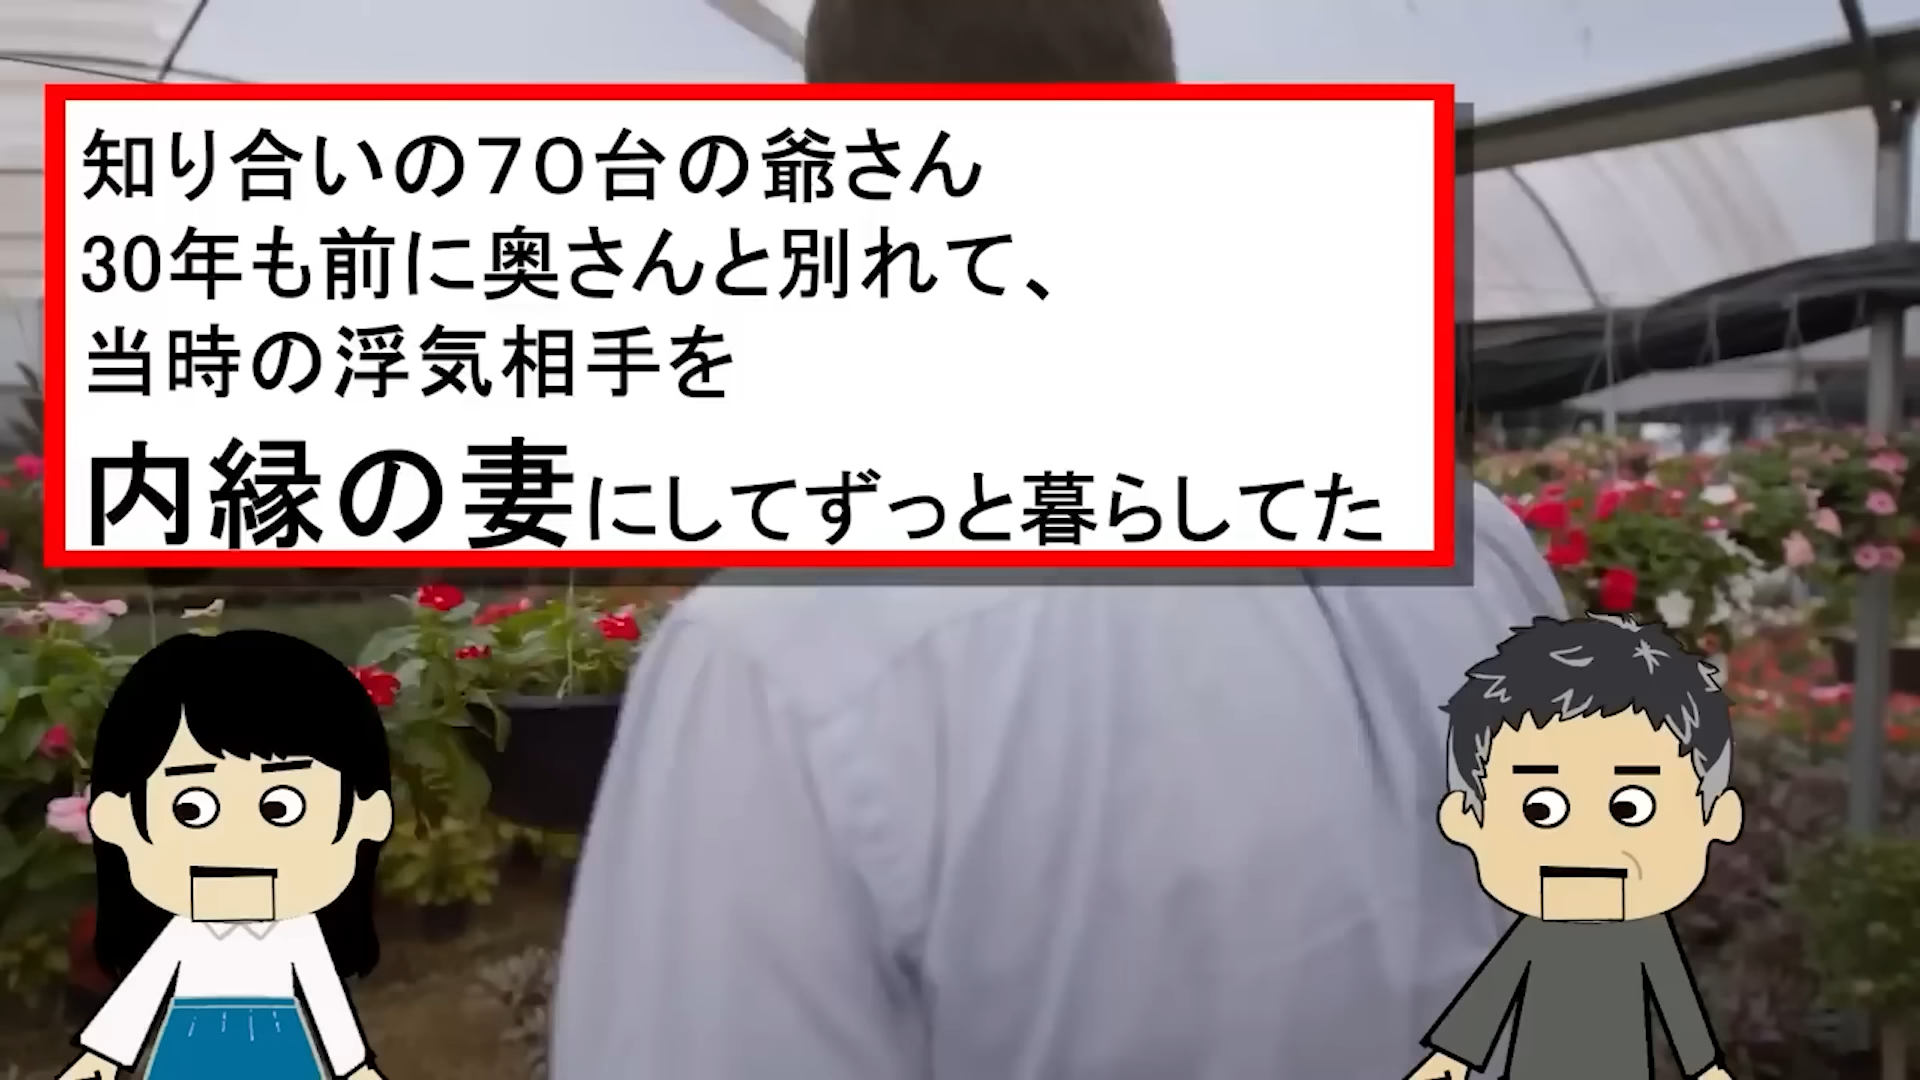 知り合いの７０台の爺さん
30年も前に奥さんと別れて、
当時の浮気相手を
内縁の妻にしてずっと暮らしてた